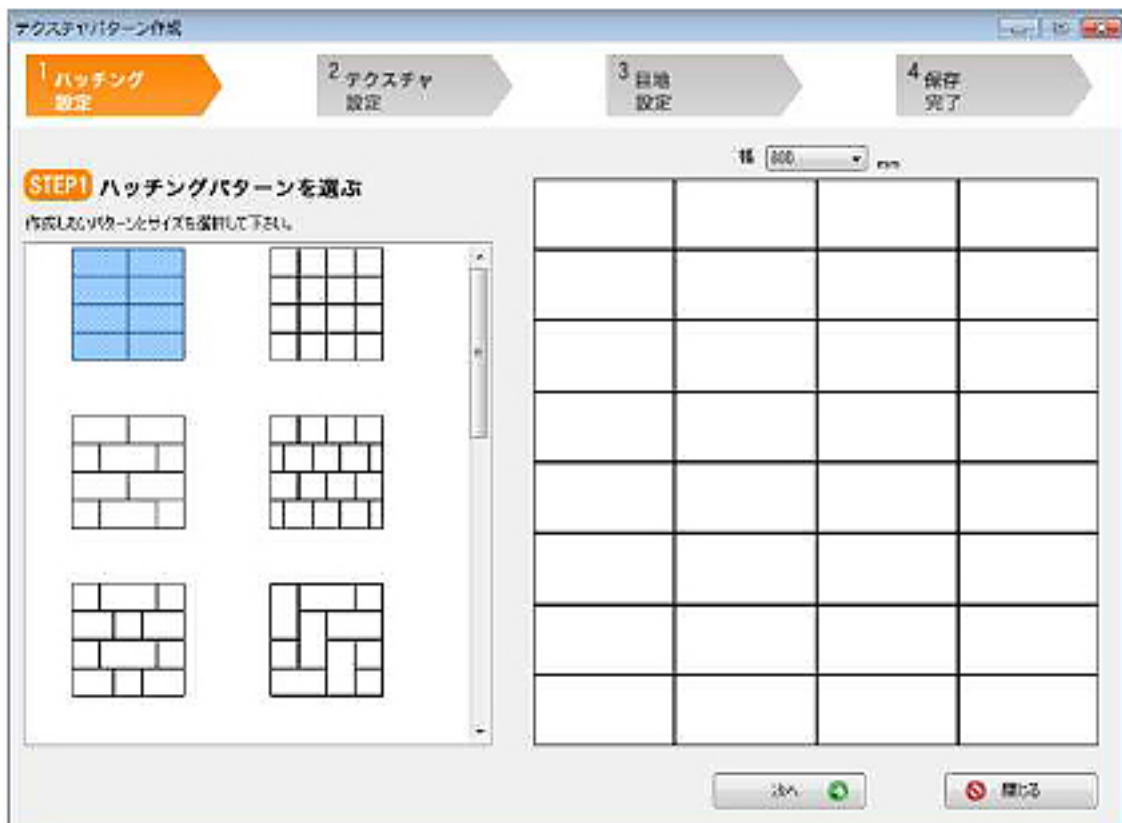 テクスチャパターン作成
1 ハッチング
設定
2 テクスチャ
設定
3 目地
設定
4 保存
完了
幅 800 mm
STEP1 ハッチングパターンを選ぶ
作成したいパターンとサイズを選択して下さい。
次へ
閉じる